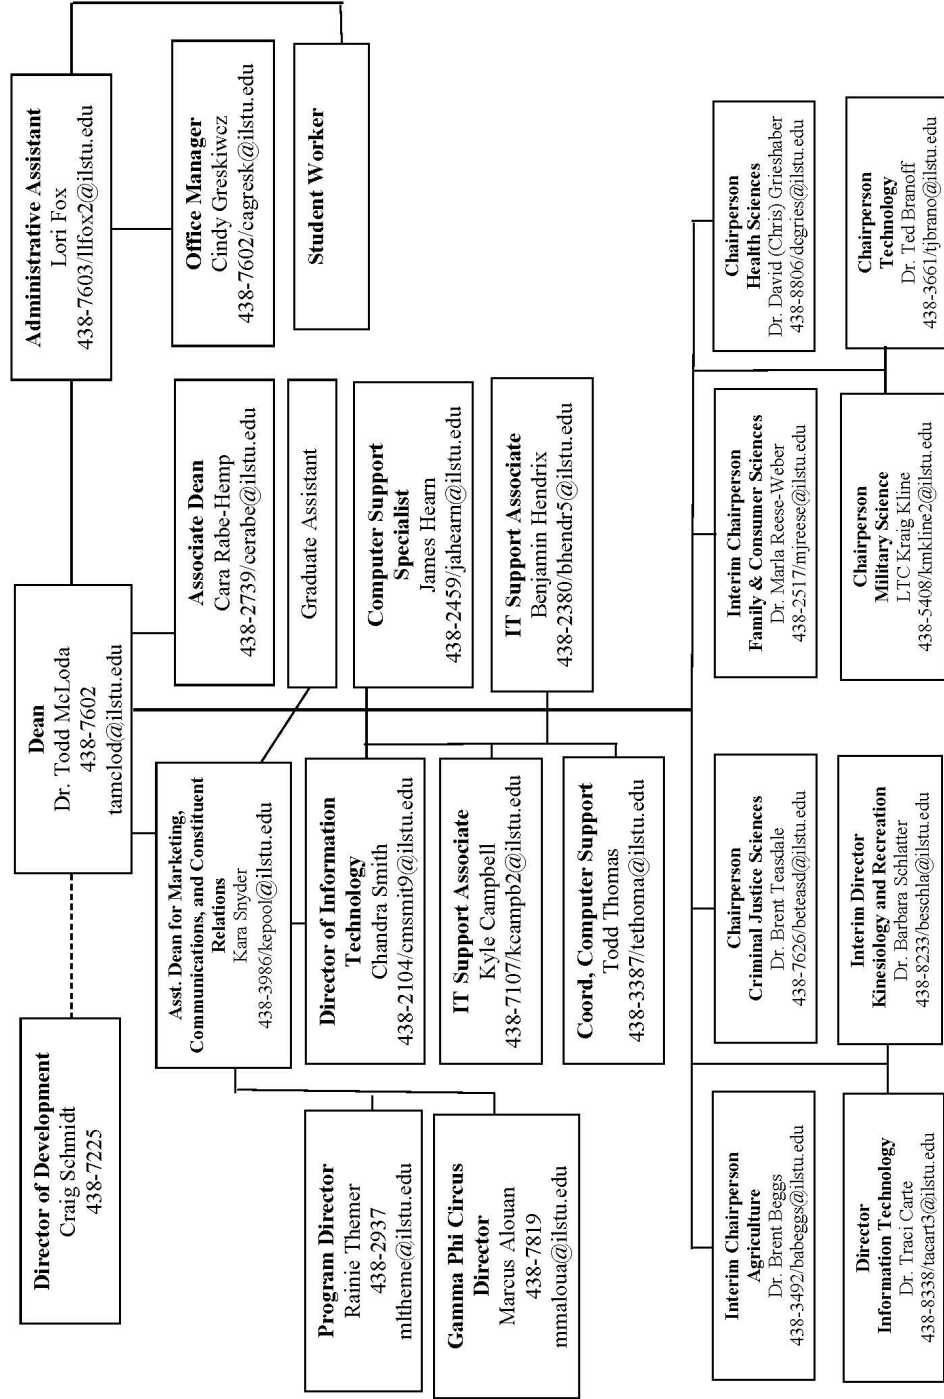 Director of Development
Craig Schmidt
438-7225
Dean
Dr. Todd McLoda
438-7602
tamclod@ilstu.edu
Administrative Assistant
Lori Fox
438-7603/llfox2@ilstu.edu
Asst. Dean for Marketing,
Communications, and Constituent
Relations
Kara Snyder
438-3986/kepool@ilstu.edu
Associate Dean
Cara Rabe-Hemp
438-2739/cerabe@ilstu.edu
Office Manager
Cindy Greskiwcz
438-7602/cagresk@ilstu.edu
Graduate Assistant
Student Worker
Program Director
Rainie Themer
438-2937
mltheme@ilstu.edu
Director of Information
Technology
Chandra Smith
438-2104/cmsmit9@ilstu.edu
Computer Support
Specialist
James Hearn
438-2459/jahearn@ilstu.edu
Gamma Phi Circus
Director
Marcus Alouan
438-7819
mmaloua@ilstu.edu
IT Support Associate
Kyle Campbell
438-7107/kcampb2@ilstu.edu
IT Support Associate
Benjamin Hendrix
438-2380/bhendr5@ilstu.edu
Coord, Computer Support
Todd Thomas
438-3387/tethoma@ilstu.edu
Interim Chairperson
Agriculture
Dr. Brent Beggs
438-3492/babeggs@ilstu.edu
Chairperson
Criminal Justice Sciences
Dr. Brent Teasdale
438-7626/beteasd@ilstu.edu
Interim Chairperson
Family & Consumer Sciences
Dr. Marla Reese-Weber
438-2517/mjreese@ilstu.edu
Chairperson
Health Sciences
Dr. David (Chris) Grieshaber
438-8806/dcgries@ilstu.edu
Director
Information Technology
Dr. Traci Carte
438-8338/tacart3@ilstu.edu
Interim Director
Kinesiology and Recreation
Dr. Barbara Schlatter
438-8233/beschla@ilstu.edu
Chairperson
Military Science
LTC Kraig Kline
438-5408/kmkline2@ilstu.edu
Chairperson
Technology
Dr. Ted Branoff
438-3661/tjbrano@ilstu.edu